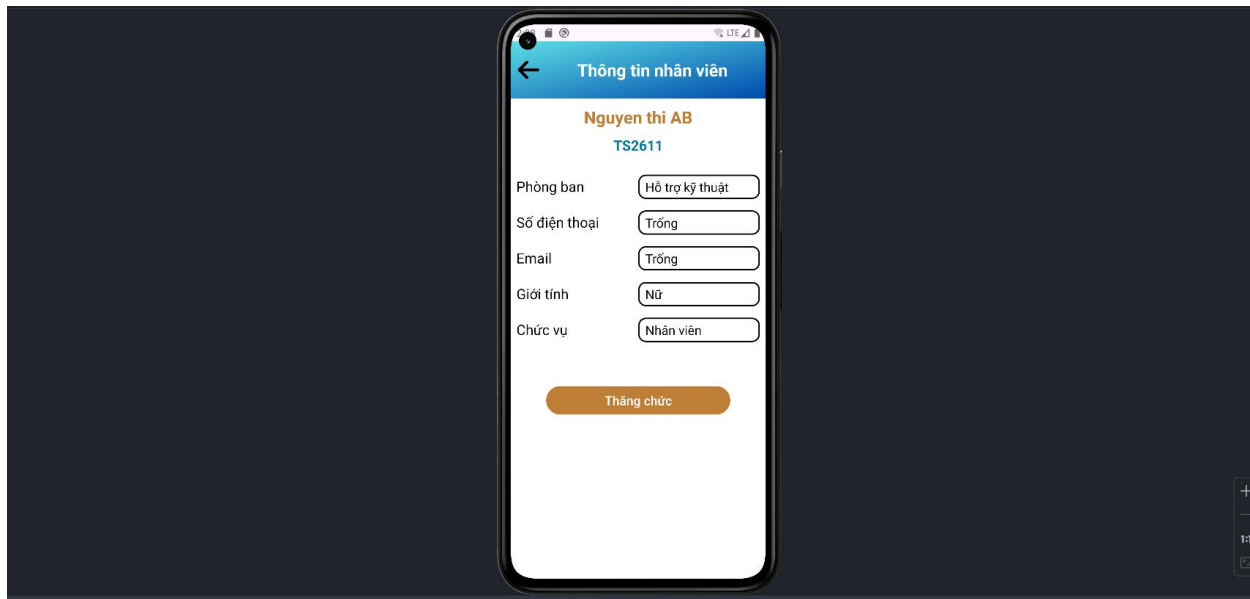 LTE
Thông tin nhân viên
Nguyen thi AB
TS2611
Phòng ban Hỗ trợ kỹ thuật
Số điện thoại Trống
Email Trống
Giới tính Nữ
Chức vụ Nhân viên
Thăng chức